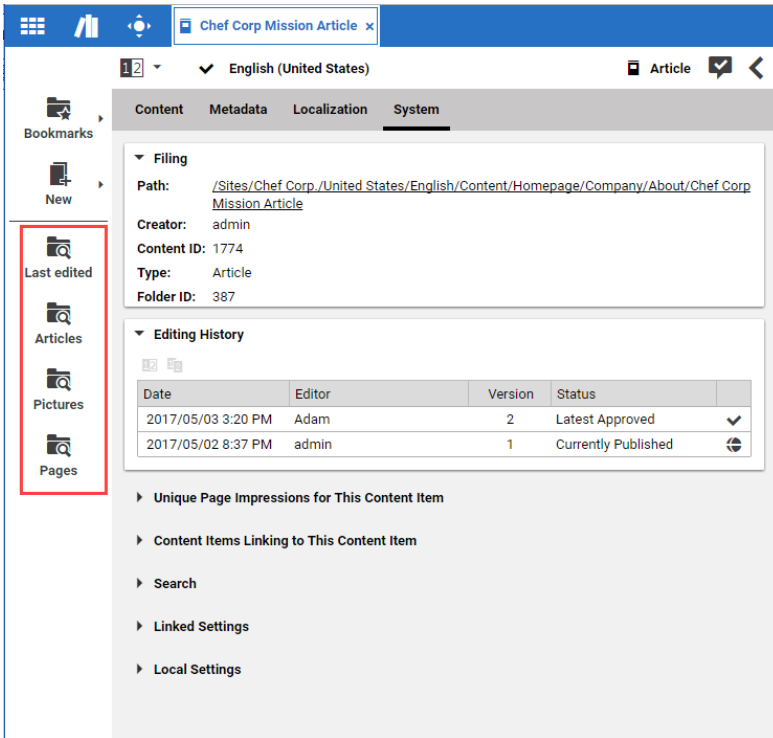 Chef Corp Mission Article ×
12
English (United States)
Article
Bookmarks
New
Last edited
Articles
Pictures
Pages
Content Metadata Localization System
Filing
Path: /Sites/Chef Corp./United States/English/Content/Homepage/Company/About/Chef Corp
Mission Article
Creator: admin
Content ID: 1774
Type: Article
Folder ID: 387
Editing History
12
Date Editor Version Status
2017/05/03 3:20 PM Adam 2 Latest Approved
2017/05/02 8:37 PM admin 1 Currently Published
Unique Page Impressions for This Content Item
Content Items Linking to This Content Item
Search
Linked Settings
Local Settings